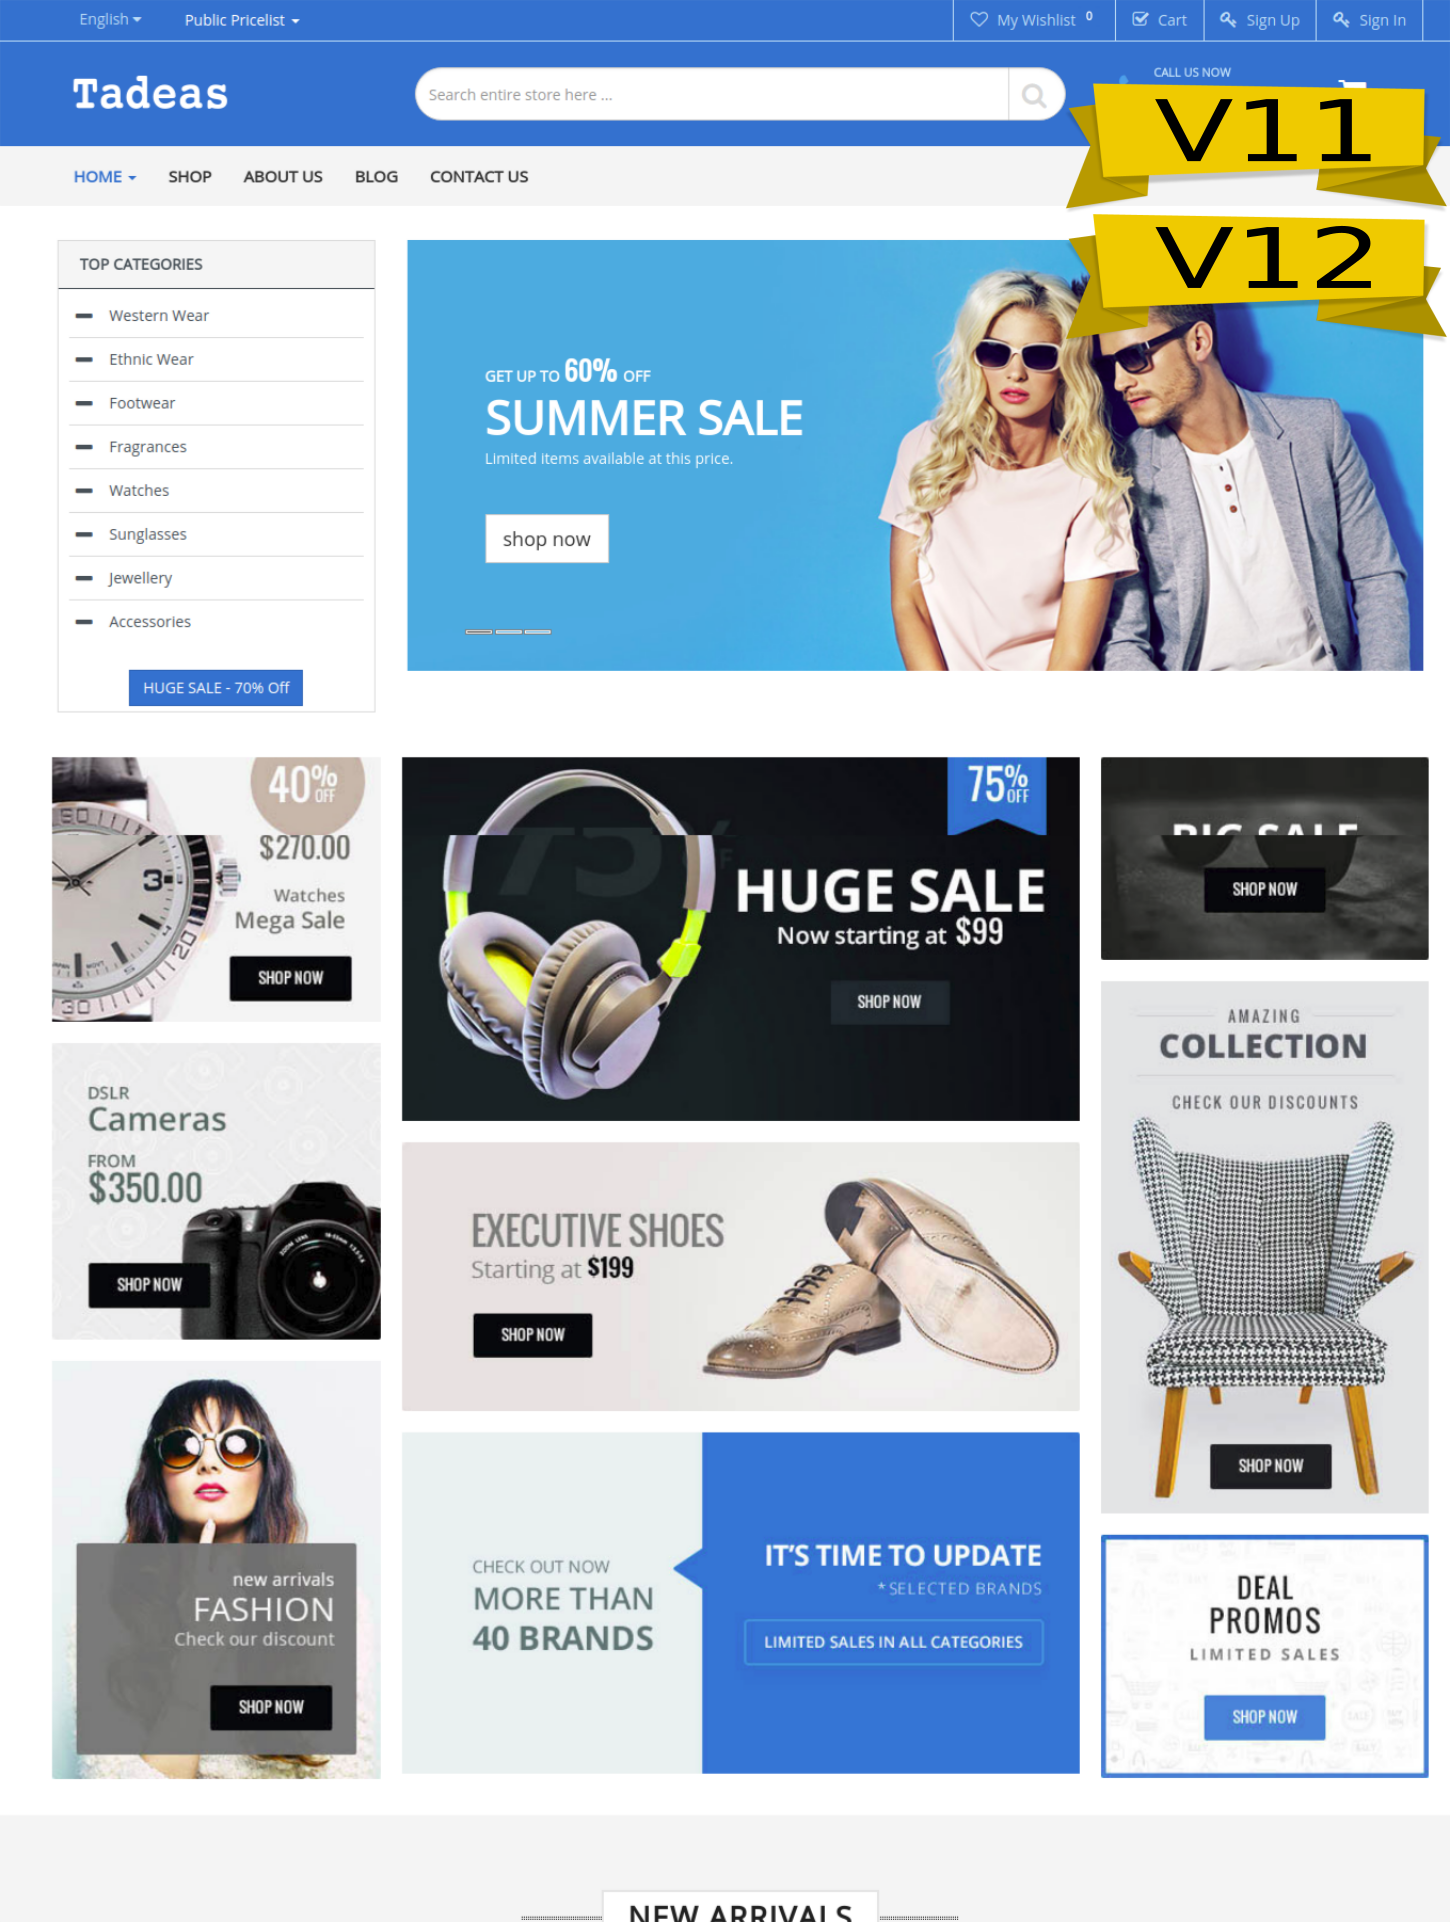 English
Public Pricelist
My Wishlist 0
Cart
Sign Up
Sign In
Tadeas
Search entire store here ...
CALL US NOW
V11
HOME
SHOP
ABOUT US
BLOG
CONTACT US
V12
TOP CATEGORIES
Western Wear
Ethnic Wear
Footwear
Fragrances
Watches
Sunglasses
Jewellery
Accessories
HUGE SALE - 70% Off
GET UP TO 60% OFF
SUMMER SALE
Limited items available at this price.
shop now
40% OFF
$270.00
Watches
Mega Sale
SHOP NOW
75% OFF
HUGE SALE
Now starting at $99
SHOP NOW
BIG SALE
SHOP NOW
DSLR
Cameras
FROM
$350.00
SHOP NOW
EXECUTIVE SHOES
Starting at $199
SHOP NOW
AMAZING
COLLECTION
CHECK OUR DISCOUNTS
SHOP NOW
new arrivals
FASHION
Check our discount
SHOP NOW
CHECK OUT NOW
MORE THAN
40 BRANDS
IT'S TIME TO UPDATE
* SELECTED BRANDS
LIMITED SALES IN ALL CATEGORIES
DEAL
PROMOS
LIMITED SALES
SHOP NOW
NEW ARRIVALS